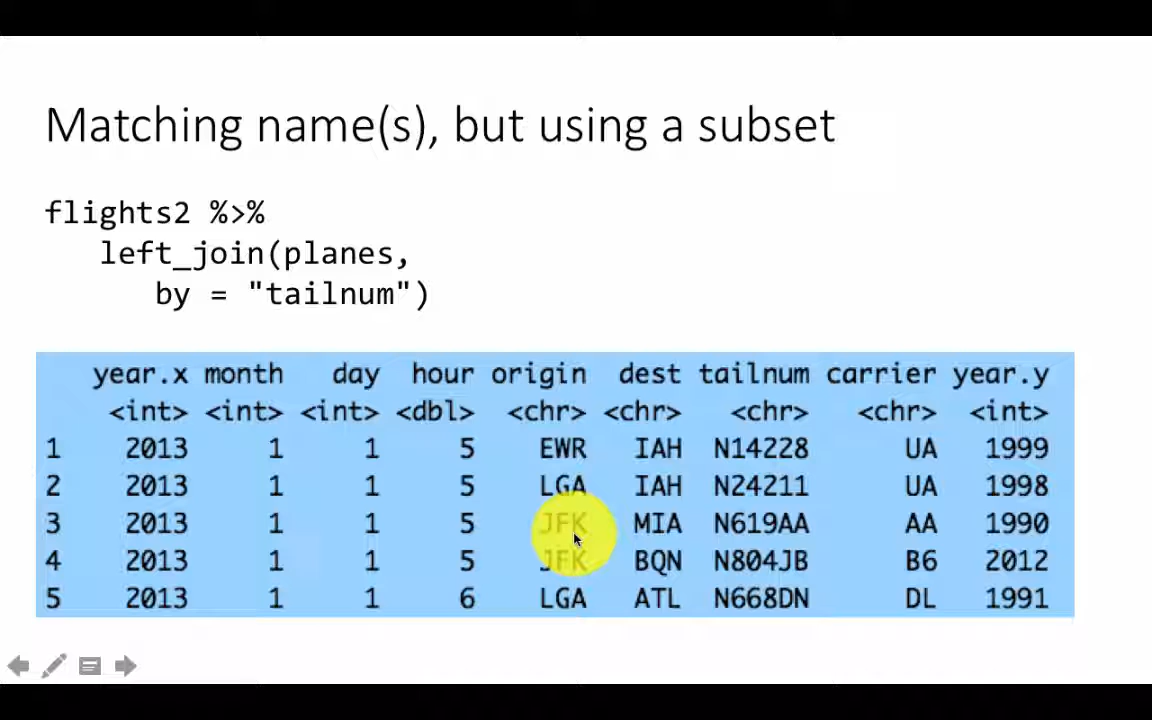 Matching name(s), but using a subset
flights2 %>%
left_join(planes,
by = "tailnum")
year.x month day hour origin dest tailnum carrier year.y
<int> <int> <int> <dbl> <chr> <chr> <chr> <chr> <int>
1 2013 1 1 5 EWR IAH N14228 UA 1999
2 2013 1 1 5 LGA IAH N24211 UA 1998
3 2013 1 1 5 JFK MIA N619AA AA 1990
4 2013 1 1 5 JFK BQN N804JB B6 2012
5 2013 1 1 6 LGA ATL N668DN DL 1991